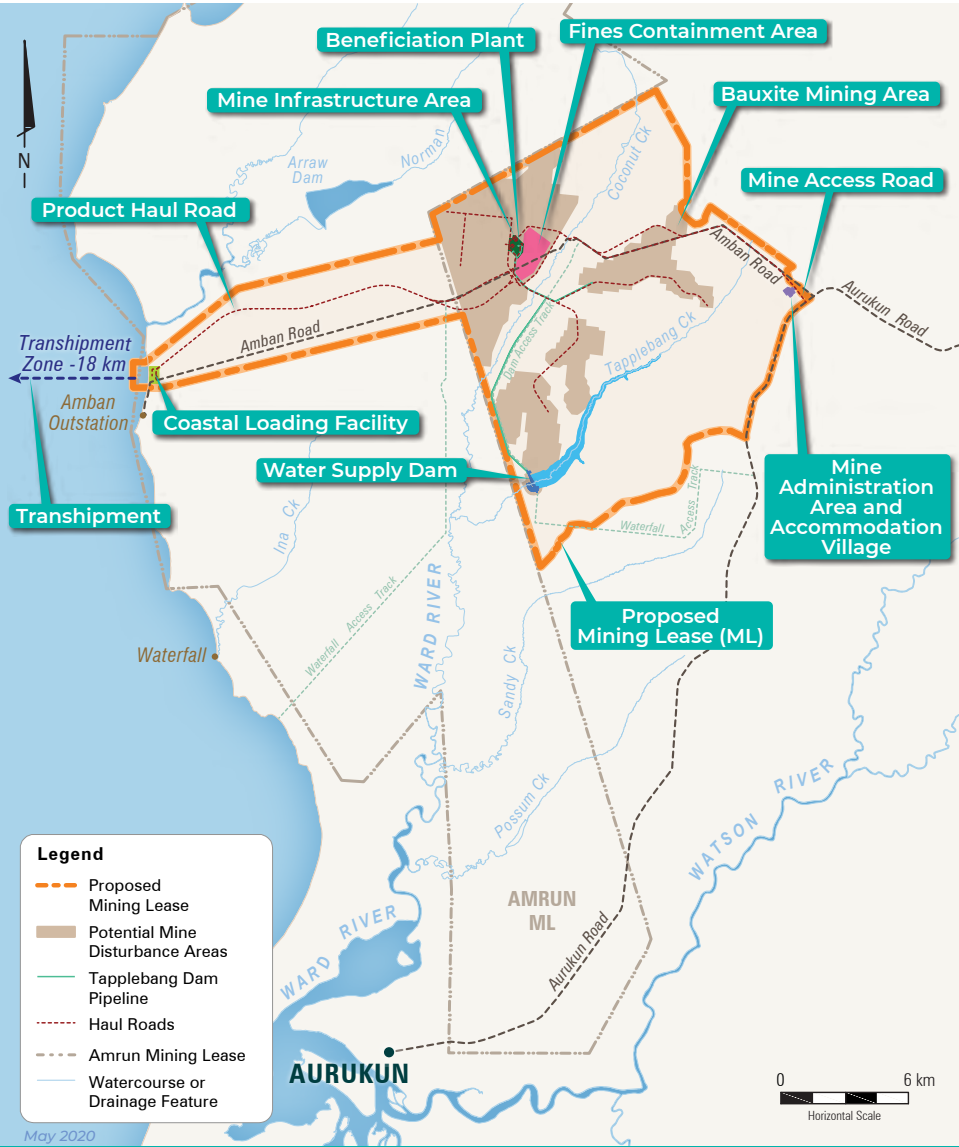 Beneficiation Plant
Fines Containment Area
Mine Infrastructure Area
Bauxite Mining Area
N
Arraw
Dam
Norman
Coconut Ck
Mine Access Road
Product Haul Road
Amban Road
Aurukun Road
Transhipment
Zone -18 km
Amban Road
Dam Access Track
Tapplebang Ck
Amban
Outstation
Coastal Loading Facility
Water Supply Dam
Mine
Administration
Area and
Accommodation
Village
Transhipment
Ina Ck
Waterfall
Access Track
Waterfall Access Track
WARD RIVER
Proposed
Mining Lease (ML)
Waterfall
Sandy Ck
Possum Ck
WATSON RIVER
Legend
Proposed
Mining Lease
Potential Mine
Disturbance Areas
Tapplebang Dam
Pipeline
Haul Roads
Amrun Mining Lease
Watercourse or
Drainage Feature
AMRUN
ML
WARD RIVER
Aurukun Road
AURUKUN
0 6 km
Horizontal Scale
May 2020